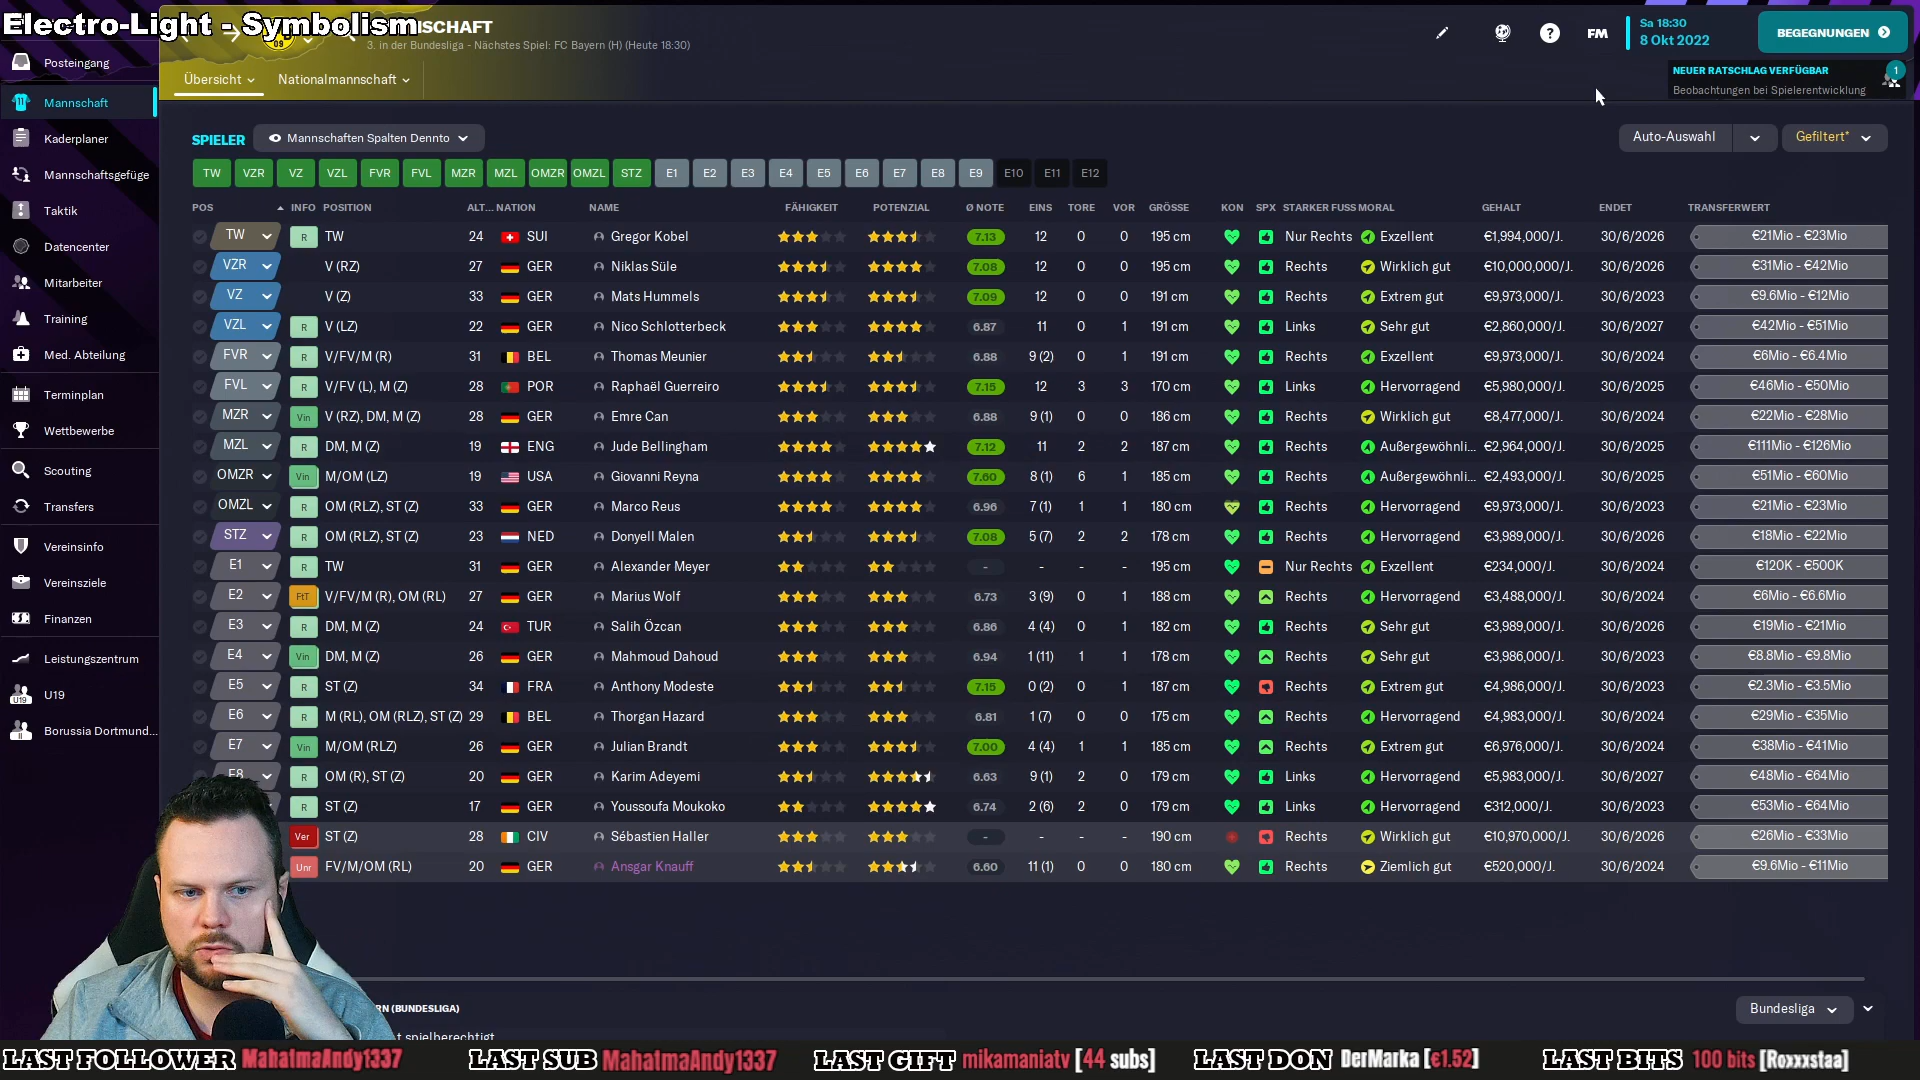 Electro-Light - Symbolism
NSCHAFT
3. in der Bundesliga - Nächstes Spiel: FC Bayern (H) (Heute 18:30)
FM
Sa 18:30
8 Okt 2022
BEGEGNUNGEN
NEUER RATSCHLAG VERFÜGBAR
1
Beobachtungen bei Spielerentwicklung
Übersicht
Nationalmannschaft
Posteingang
Mannschaft
Kaderplaner
Mannschaftsgefüge
Taktik
Datencenter
Mitarbeiter
Training
Med. Abteilung
Terminplan
Wettbewerbe
Scouting
Transfers
Vereinsinfo
Vereinsziele
Finanzen
Leistungszentrum
U19
Borussia Dortmund...
SPIELER
Mannschaften Spalten Dennto
Auto-Auswahl
Gefiltert*
TW VZR VZ VZL FVR FVL MZR MZL OMZR OMZL STZ E1 E2 E3 E4 E5 E6 E7 E8 E9 E10 E11 E12
POS INFO POSITION ALT... NATION NAME FÄHIGKEIT POTENZIAL Ø NOTE EINS TORE VOR GRÖSSE KON SPX STARKER FUSS MORAL GEHALT ENDET TRANSFERWERT
TW R TW 24 SUI Gregor Kobel 7.13 12 0 0 195 cm Nur Rechts Exzellent €1,994,000/J. 30/6/2026 €21Mio - €23Mio
VZR V (RZ) 27 GER Niklas Süle 7.08 12 0 0 195 cm Rechts Wirklich gut €10,000,000/J. 30/6/2026 €31Mio - €42Mio
VZ V (Z) 33 GER Mats Hummels 7.09 12 0 0 191 cm Rechts Extrem gut €9,973,000/J. 30/6/2023 €9.6Mio - €12Mio
VZL R V (LZ) 22 GER Nico Schlotterbeck 6.87 11 0 1 191 cm Links Sehr gut €2,860,000/J. 30/6/2027 €42Mio - €51Mio
FVR R V/FV/M (R) 31 BEL Thomas Meunier 6.88 9 (2) 0 1 191 cm Rechts Exzellent €9,973,000/J. 30/6/2024 €6Mio - €6.4Mio
FVL R V/FV (L), M (Z) 28 POR Raphaël Guerreiro 7.15 12 3 3 170 cm Links Hervorragend €5,980,000/J. 30/6/2025 €46Mio - €50Mio
MZR Vin V (RZ), DM, M (Z) 28 GER Emre Can 6.88 9 (1) 0 0 186 cm Rechts Wirklich gut €8,477,000/J. 30/6/2024 €22Mio - €28Mio
MZL R DM, M (Z) 19 ENG Jude Bellingham 7.12 11 2 2 187 cm Rechts Außergewöhnli... €2,964,000/J. 30/6/2025 €111Mio - €126Mio
OMZR Vin M/OM (LZ) 19 USA Giovanni Reyna 7.60 8 (1) 6 1 185 cm Rechts Außergewöhnli... €2,493,000/J. 30/6/2025 €51Mio - €60Mio
OMZL R OM (RLZ), ST (Z) 33 GER Marco Reus 6.96 7 (1) 1 1 180 cm Rechts Hervorragend €9,973,000/J. 30/6/2023 €21Mio - €23Mio
STZ R OM (RLZ), ST (Z) 23 NED Donyell Malen 7.08 5 (7) 2 2 178 cm Rechts Hervorragend €3,989,000/J. 30/6/2026 €18Mio - €22Mio
E1 R TW 31 GER Alexander Meyer - - - - 195 cm Nur Rechts Exzellent €234,000/J. 30/6/2024 €120K - €500K
E2 FtT V/FV/M (R), OM (RL) 27 GER Marius Wolf 6.73 3 (9) 0 1 188 cm Rechts Hervorragend €3,488,000/J. 30/6/2024 €6Mio - €6.6Mio
E3 R DM, M (Z) 24 TUR Salih Özcan 6.86 4 (4) 0 1 182 cm Rechts Sehr gut €3,989,000/J. 30/6/2026 €19Mio - €21Mio
E4 Vin DM, M (Z) 26 GER Mahmoud Dahoud 6.94 1 (11) 1 1 178 cm Rechts Sehr gut €3,986,000/J. 30/6/2023 €8.8Mio - €9.8Mio
E5 R ST (Z) 34 FRA Anthony Modeste 7.15 0 (2) 0 1 187 cm Rechts Extrem gut €4,986,000/J. 30/6/2023 €2.3Mio - €3.5Mio
E6 R M (RL), OM (RLZ), ST (Z) 29 BEL Thorgan Hazard 6.81 1 (7) 0 0 175 cm Rechts Hervorragend €4,983,000/J. 30/6/2024 €29Mio - €35Mio
E7 Vin M/OM (RLZ) 26 GER Julian Brandt 7.00 4 (4) 1 1 185 cm Rechts Extrem gut €6,976,000/J. 30/6/2024 €38Mio - €41Mio
E8 R OM (R), ST (Z) 20 GER Karim Adeyemi 6.63 9 (1) 2 0 179 cm Links Hervorragend €5,983,000/J. 30/6/2027 €48Mio - €64Mio
R ST (Z) 17 GER Youssoufa Moukoko 6.74 2 (6) 2 0 179 cm Links Hervorragend €312,000/J. 30/6/2023 €53Mio - €64Mio
Ver ST (Z) 28 CIV Sébastien Haller - - - - 190 cm Rechts Wirklich gut €10,970,000/J. 30/6/2026 €26Mio - €33Mio
Unr FV/M/OM (RL) 20 GER Ansgar Knauff 6.60 11 (1) 0 0 180 cm Rechts Ziemlich gut €520,000/J. 30/6/2024 €9.6Mio - €11Mio
RN (BUNDESLIGA)
Bundesliga
t spielberechtigt
LAST FOLLOWER MahatmaAndy1337 LAST SUB MahatmaAndy1337 LAST GIFT mikamaniatv [44 subs] LAST DON DerMarka [€1.52] LAST BITS 100 bits [Roxxxstaa]